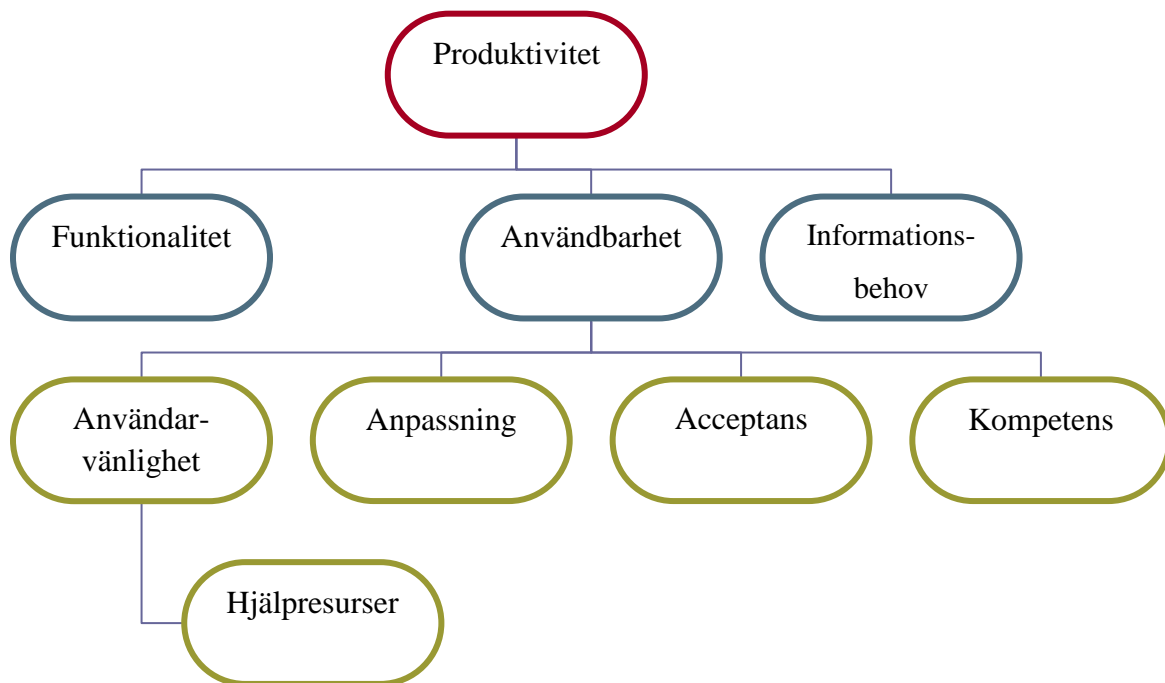 Produktivitet
Funktionalitet
Användbarhet
Informations-
behov
Användar-
vänlighet
Anpassning
Acceptans
Kompetens
Hjälpresurser